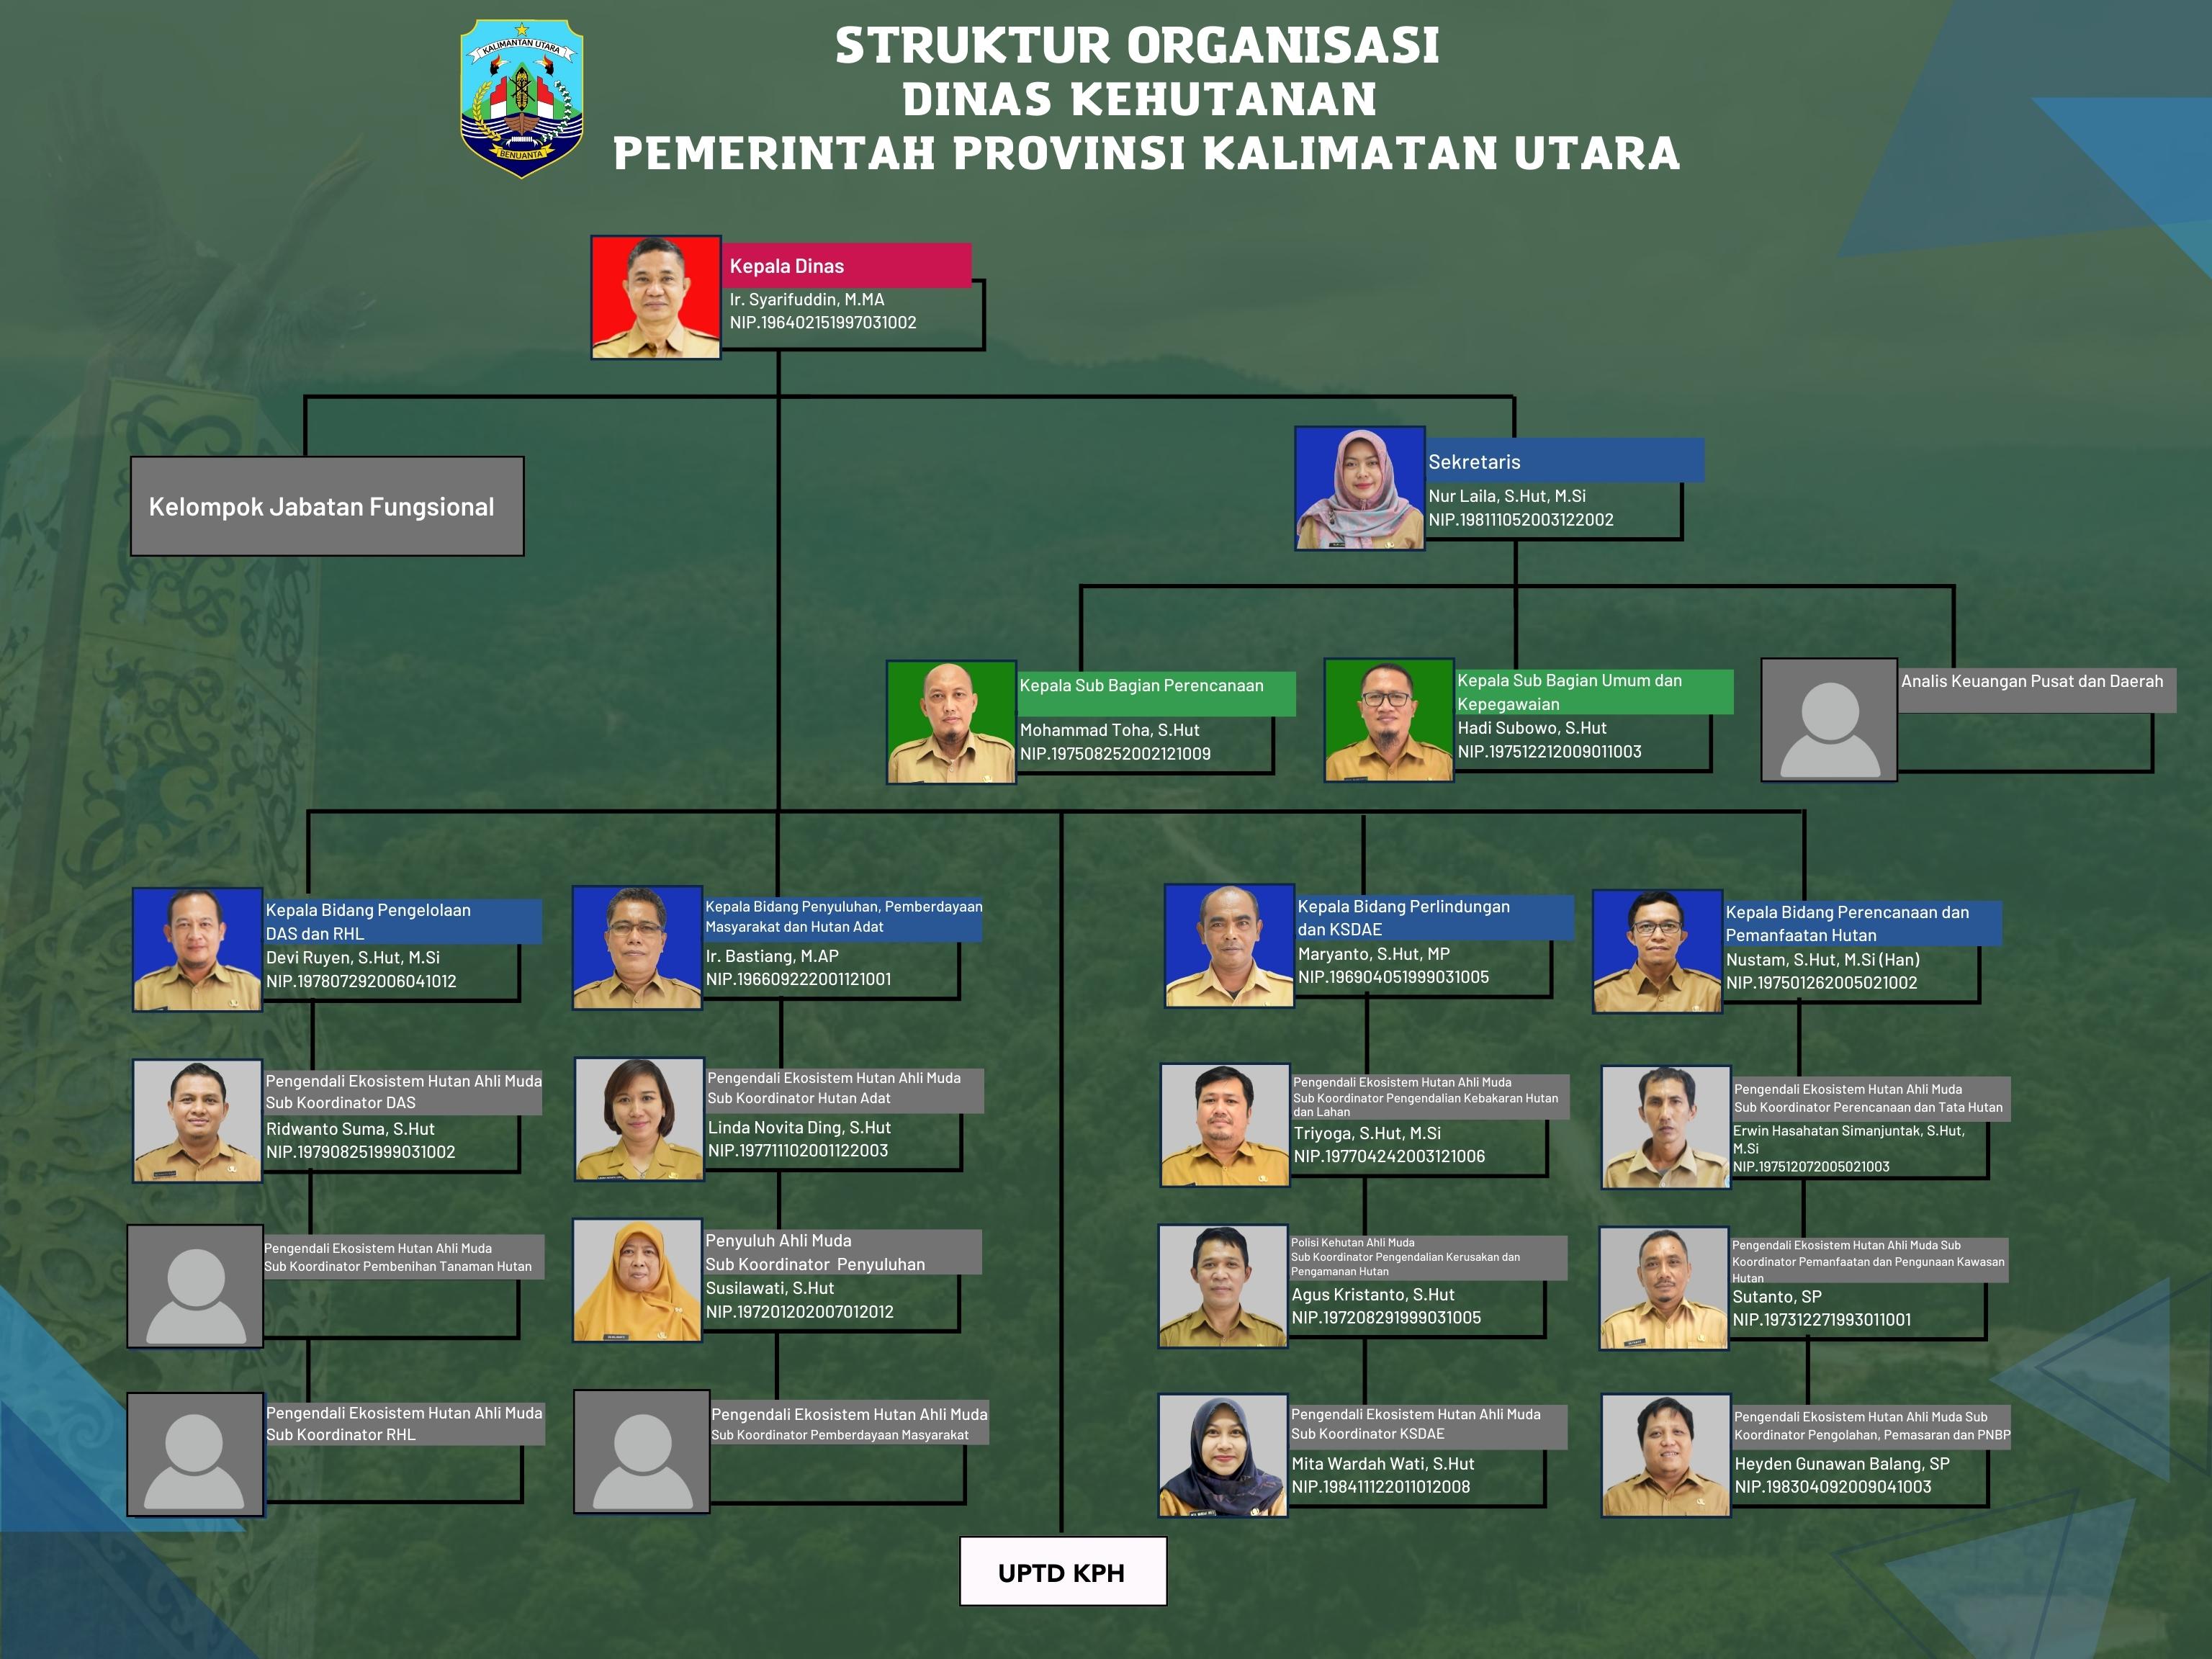 KALIMANTAN UTARA
BENUANTA
STRUKTUR ORGANISASI
DINAS KEHUTANAN
PEMERINTAH PROVINSI KALIMATAN UTARA
Kepala Dinas
Ir. Syarifuddin, M.MA
NIP.196402151997031002
Kelompok Jabatan Fungsional
Sekretaris
Nur Laila, S.Hut, M.Si
NIP.198111052003122002
Kepala Sub Bagian Perencanaan
Mohammad Toha, S.Hut
NIP.197508252002121009
Kepala Sub Bagian Umum dan
Kepegawaian
Hadi Subowo, S.Hut
NIP.197512212009011003
Analis Keuangan Pusat dan Daerah
Kepala Bidang Pengelolaan
DAS dan RHL
Devi Ruyen, S.Hut, M.Si
NIP.197807292006041012
Kepala Bidang Penyuluhan, Pemberdayaan
Masyarakat dan Hutan Adat
Ir. Bastiang, M.AP
NIP.196609222001121001
Kepala Bidang Perlindungan
dan KSDAE
Maryanto, S.Hut, MP
NIP.196904051999031005
Kepala Bidang Perencanaan dan
Pemanfaatan Hutan
Nustam, S.Hut, M.Si (Han)
NIP.197501262005021002
Pengendali Ekosistem Hutan Ahli Muda
Sub Koordinator DAS
Ridwanto Suma, S.Hut
NIP.197908251999031002
Pengendali Ekosistem Hutan Ahli Muda
Sub Koordinator Hutan Adat
Linda Novita Ding, S.Hut
NIP.197711102001122003
Pengendali Ekosistem Hutan Ahli Muda
Sub Koordinator Pengendalian Kebakaran Hutan
dan Lahan
Triyoga, S.Hut, M.Si
NIP.197704242003121006
Pengendali Ekosistem Hutan Ahli Muda
Sub Koordinator Perencanaan dan Tata Hutan
Erwin Hasahatan Simanjuntak, S.Hut,
M.Si
NIP.197512072005021003
Pengendali Ekosistem Hutan Ahli Muda
Sub Koordinator Pembenihan Tanaman Hutan
Penyuluh Ahli Muda
Sub Koordinator Penyuluhan
Susilawati, S.Hut
NIP.197201202007012012
Polisi Kehutan Ahli Muda
Sub Koordinator Pengendalian Kerusakan dan
Pengamanan Hutan
Agus Kristanto, S.Hut
NIP.197208291999031005
Pengendali Ekosistem Hutan Ahli Muda Sub
Koordinator Pemanfaatan dan Pengunaan Kawasan
Hutan
Sutanto, SP
NIP.197312271993011001
Pengendali Ekosistem Hutan Ahli Muda
Sub Koordinator RHL
Pengendali Ekosistem Hutan Ahli Muda
Sub Koordinator Pemberdayaan Masyarakat
Pengendali Ekosistem Hutan Ahli Muda
Sub Koordinator KSDAE
Mita Wardah Wati, S.Hut
NIP.198411122011012008
Pengendali Ekosistem Hutan Ahli Muda Sub
Koordinator Pengolahan, Pemasaran dan PNBP
Heyden Gunawan Balang, SP
NIP.198304092009041003
UPTD KPH